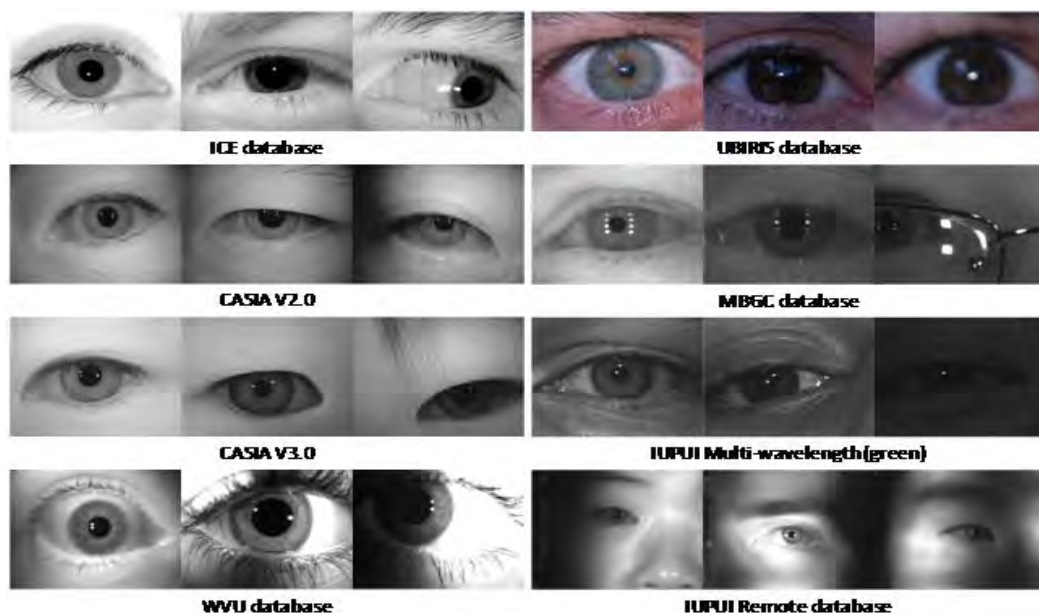 ICE database
UBIRIS database
CASIA V2.0
MBGC database
CASIA V3.0
IUPUI Multi-wavelength(green)
WVU database
IUPUI Remote database